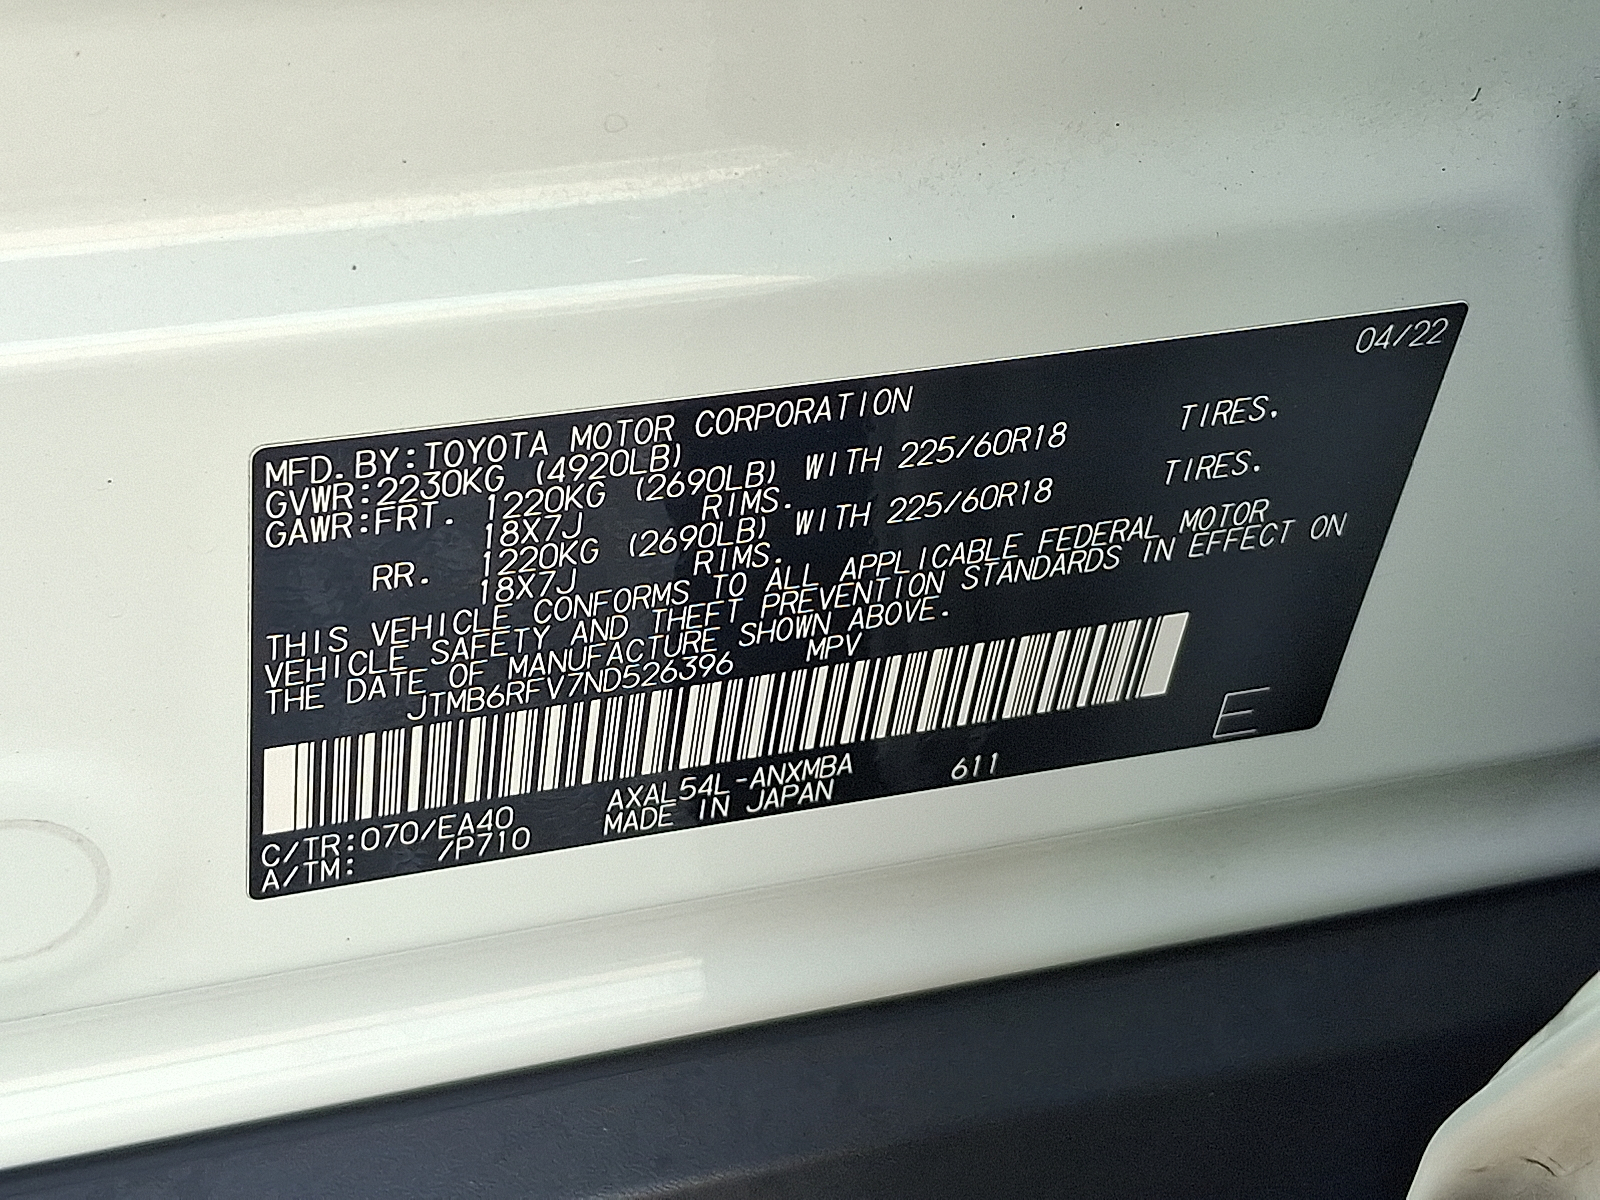 04/22
MFD.BY:TOYOTA MOTOR CORPORATION
GVWR:2230KG (4920LB)
GAWR:FRT. 1220KG (2690LB) WITH 225/60R18 TIRES.
18X7J RIMS.
RR. 1220KG (2690LB) WITH 225/60R18 TIRES.
18X7J RIMS.
THIS VEHICLE CONFORMS TO ALL APPLICABLE FEDERAL MOTOR
VEHICLE SAFETY AND THEFT PREVENTION STANDARDS IN EFFECT ON
THE DATE OF MANUFACTURE SHOWN ABOVE.
JTMB6RFV7ND526396 MPV
E
C/TR:070/EA40 AXAL54L-ANXMBA 611
A/TM: /P710 MADE IN JAPAN